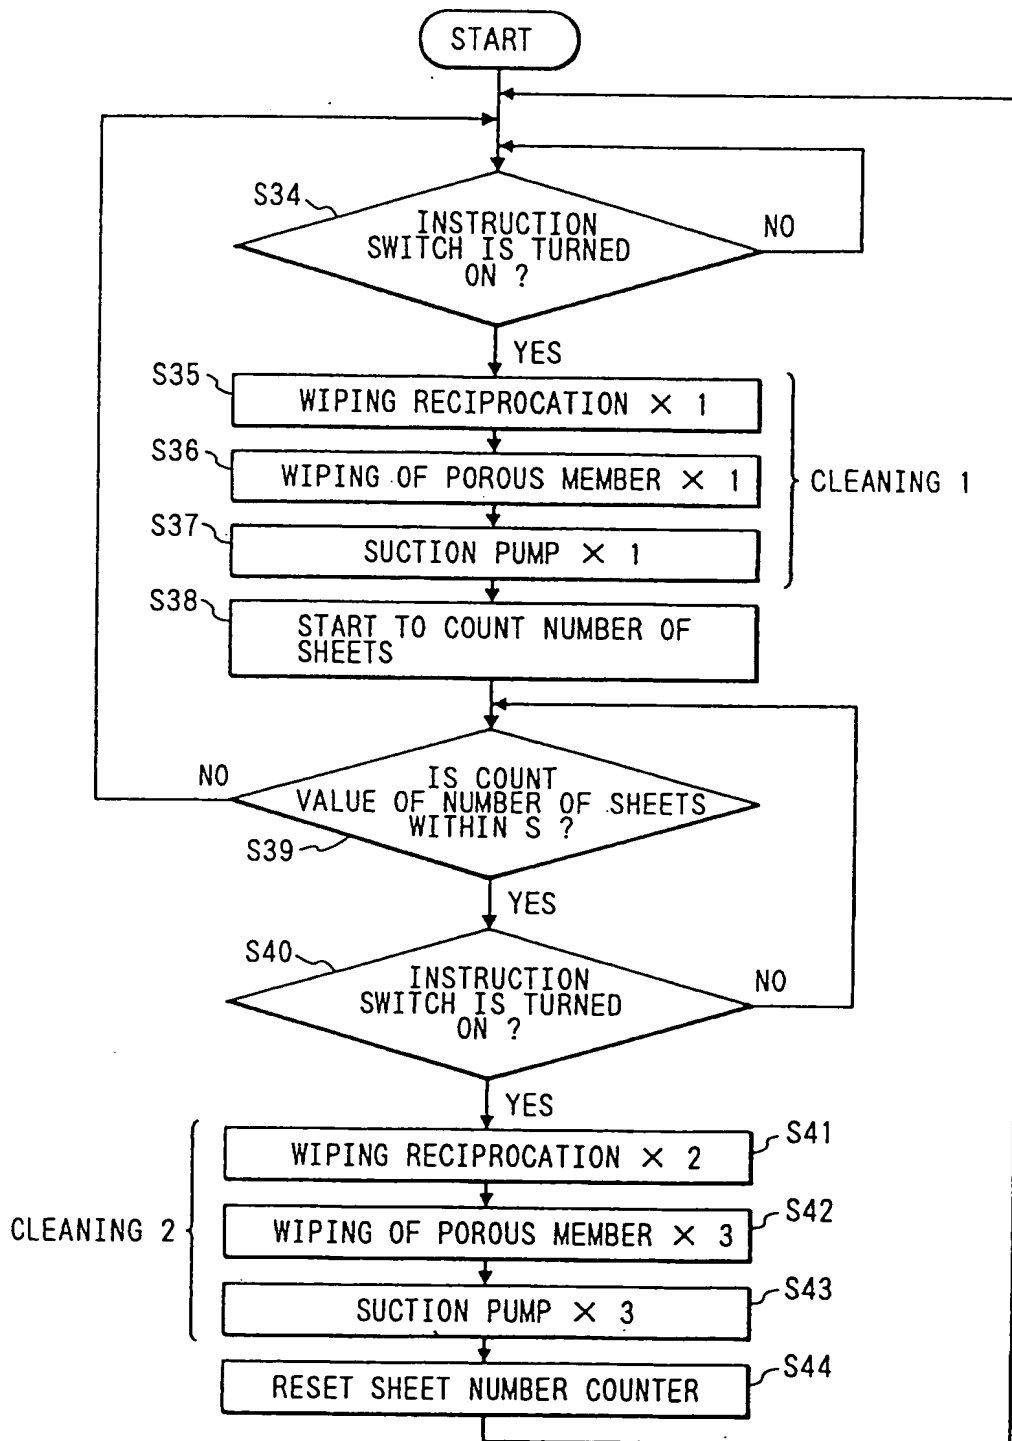 START
S34
INSTRUCTION
SWITCH IS TURNED
ON ?
NO
YES
S35
WIPING RECIPROCATION × 1
S36
WIPING OF POROUS MEMBER × 1
CLEANING 1
S37
SUCTION PUMP × 1
S38
START TO COUNT NUMBER OF
SHEETS
NO
IS COUNT
VALUE OF NUMBER OF SHEETS
WITHIN S ?
S39
YES
S40
INSTRUCTION
SWITCH IS TURNED
ON ?
NO
YES
WIPING RECIPROCATION × 2
S41
CLEANING 2
WIPING OF POROUS MEMBER × 3
S42
SUCTION PUMP × 3
S43
RESET SHEET NUMBER COUNTER
S44